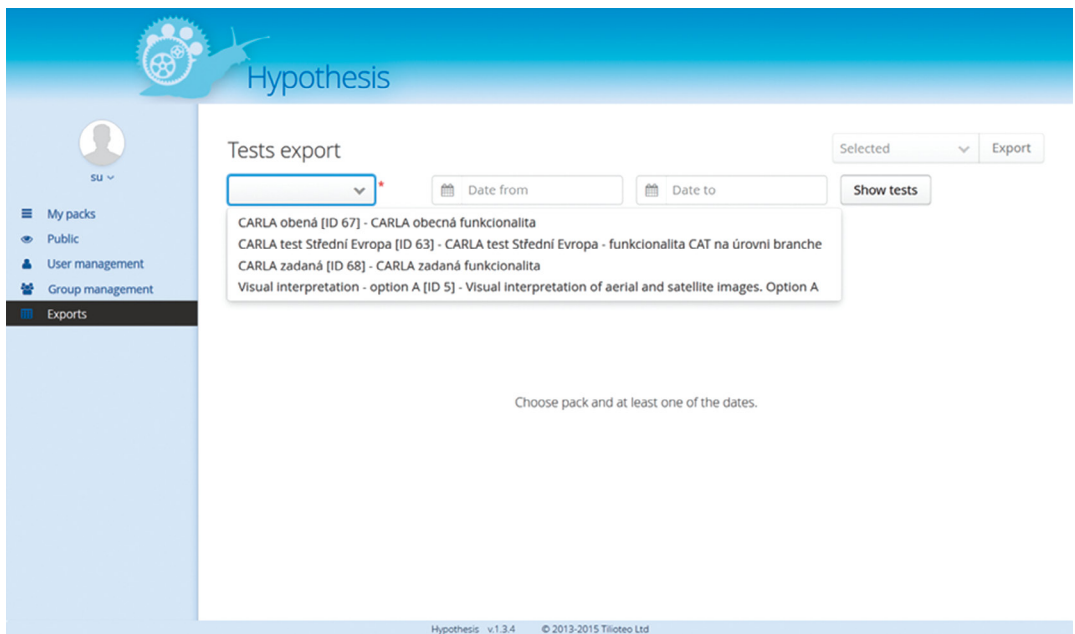 Hypothesis
su
My packs
Public
User management
Group management
Exports
Tests export
Selected
Export
*
Date from
Date to
Show tests
CARLA obená [ID 67] - CARLA obecná funkcionalita
CARLA test Střední Evropa [ID 63] - CARLA test Střední Evropa - funkcionalita CAT na úrovni branche
CARLA zadaná [ID 68] - CARLA zadaná funkcionalita
Visual interpretation - option A [ID 5] - Visual interpretation of aerial and satellite images. Option A
Choose pack and at least one of the dates.
Hypothesis v.1.3.4 © 2013-2015 Tilioteo Ltd